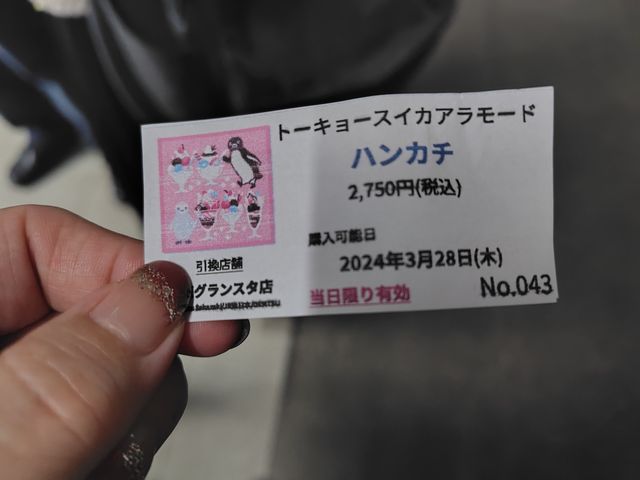 トーキョースイカアラモード
ハンカチ
2,750円(税込)
購入可能日
2024年3月28日(木)
引換店舗
グランスタ店
当日限り有効
No.043